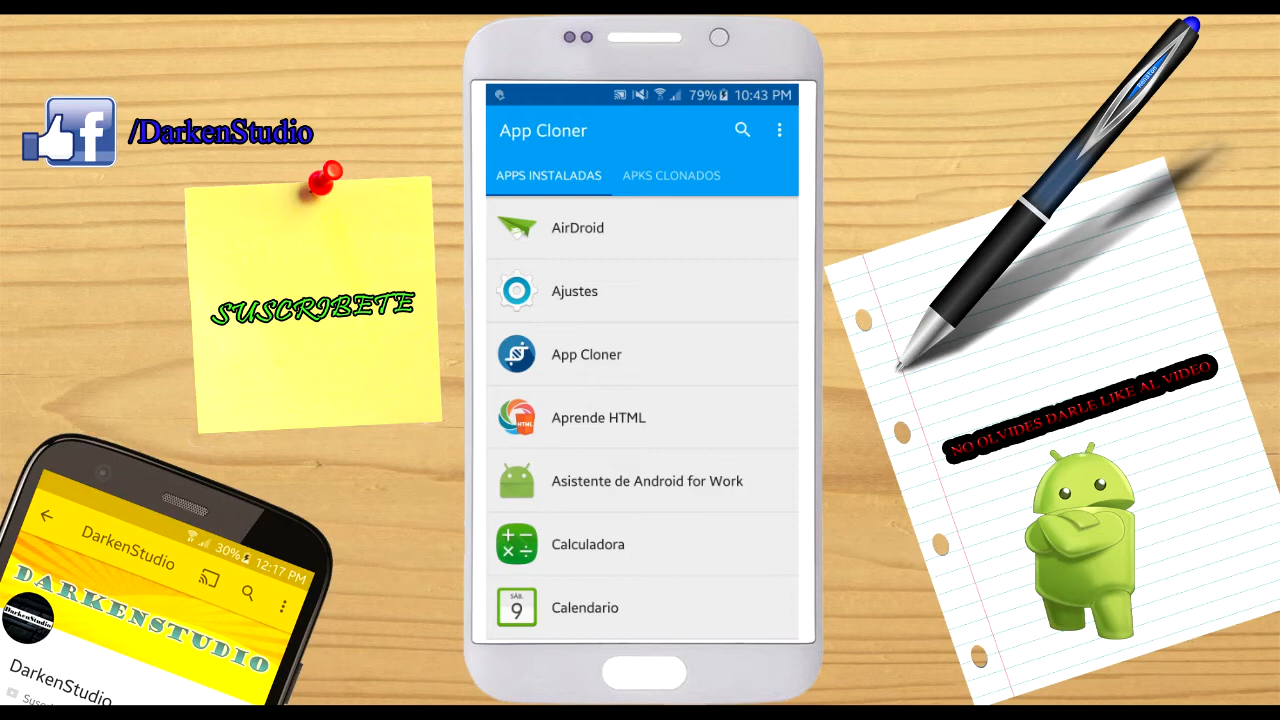 /DarkenStudio
SUSCRIBETE
79% 10:43 PM
App Cloner
APPS INSTALADAS APKS CLONADOS
AirDroid
Ajustes
App Cloner
Aprende HTML
HTML
Asistente de Android for Work
Calculadora
SÁB.
9
Calendario
NO OLVIDES DARLE LIKE AL VIDEO
30% 12:17 PM
DarkenStudio
DARKENSTUDIO
DarkenStudio
DarkenStudio